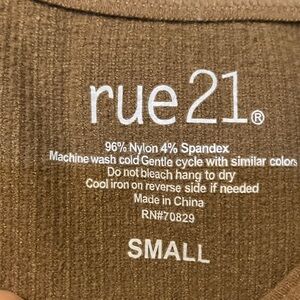 rue21®
96% Nylon 4% Spandex
Machine wash cold Gentle cycle with similar colors
Do not bleach hang to dry
Cool iron on reverse side if needed
Made in China
RN#70829
SMALL